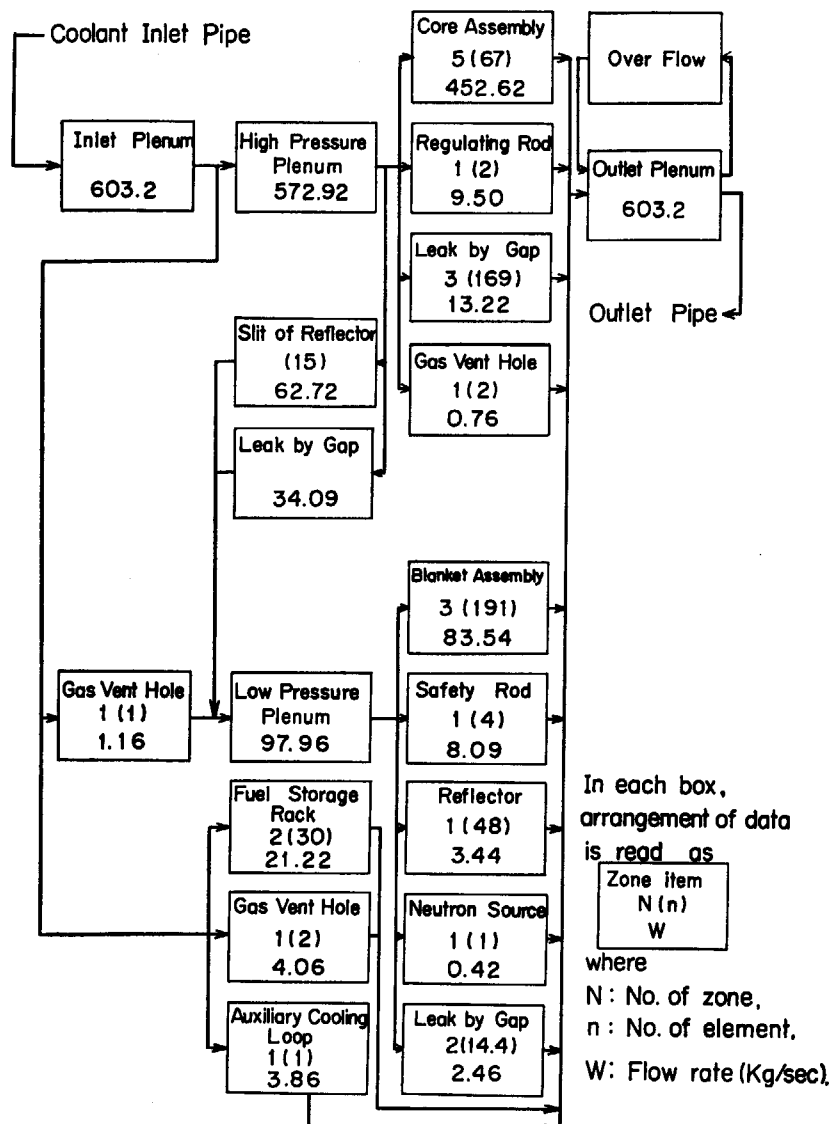 Coolant Inlet Pipe
Inlet Plenum
603.2
High Pressure
Plenum
572.92
Core Assembly
5(67)
452.62
Over Flow
Regulating Rod
1(2)
9.50
Outlet Plenum
603.2
Leak by Gap
3(169)
13.22
Outlet Pipe
Slit of Reflector
(15)
62.72
Gas Vent Hole
1(2)
0.76
Leak by Gap
34.09
Blanket Assembly
3(191)
83.54
Gas Vent Hole
1(1)
1.16
Low Pressure
Plenum
97.96
Safety Rod
1(4)
8.09
Fuel Storage
Rack
2(30)
21.22
Reflector
1(48)
3.44
Gas Vent Hole
1(2)
4.06
Neutron Source
1(1)
0.42
Auxiliary Cooling
Loop
1(1)
3.86
Leak by Gap
2(14.4)
2.46
In each box,
arrangement of data
is read as
Zone item
N(n)
W
where
N: No. of zone,
n: No. of element,
W: Flow rate (Kg/sec).